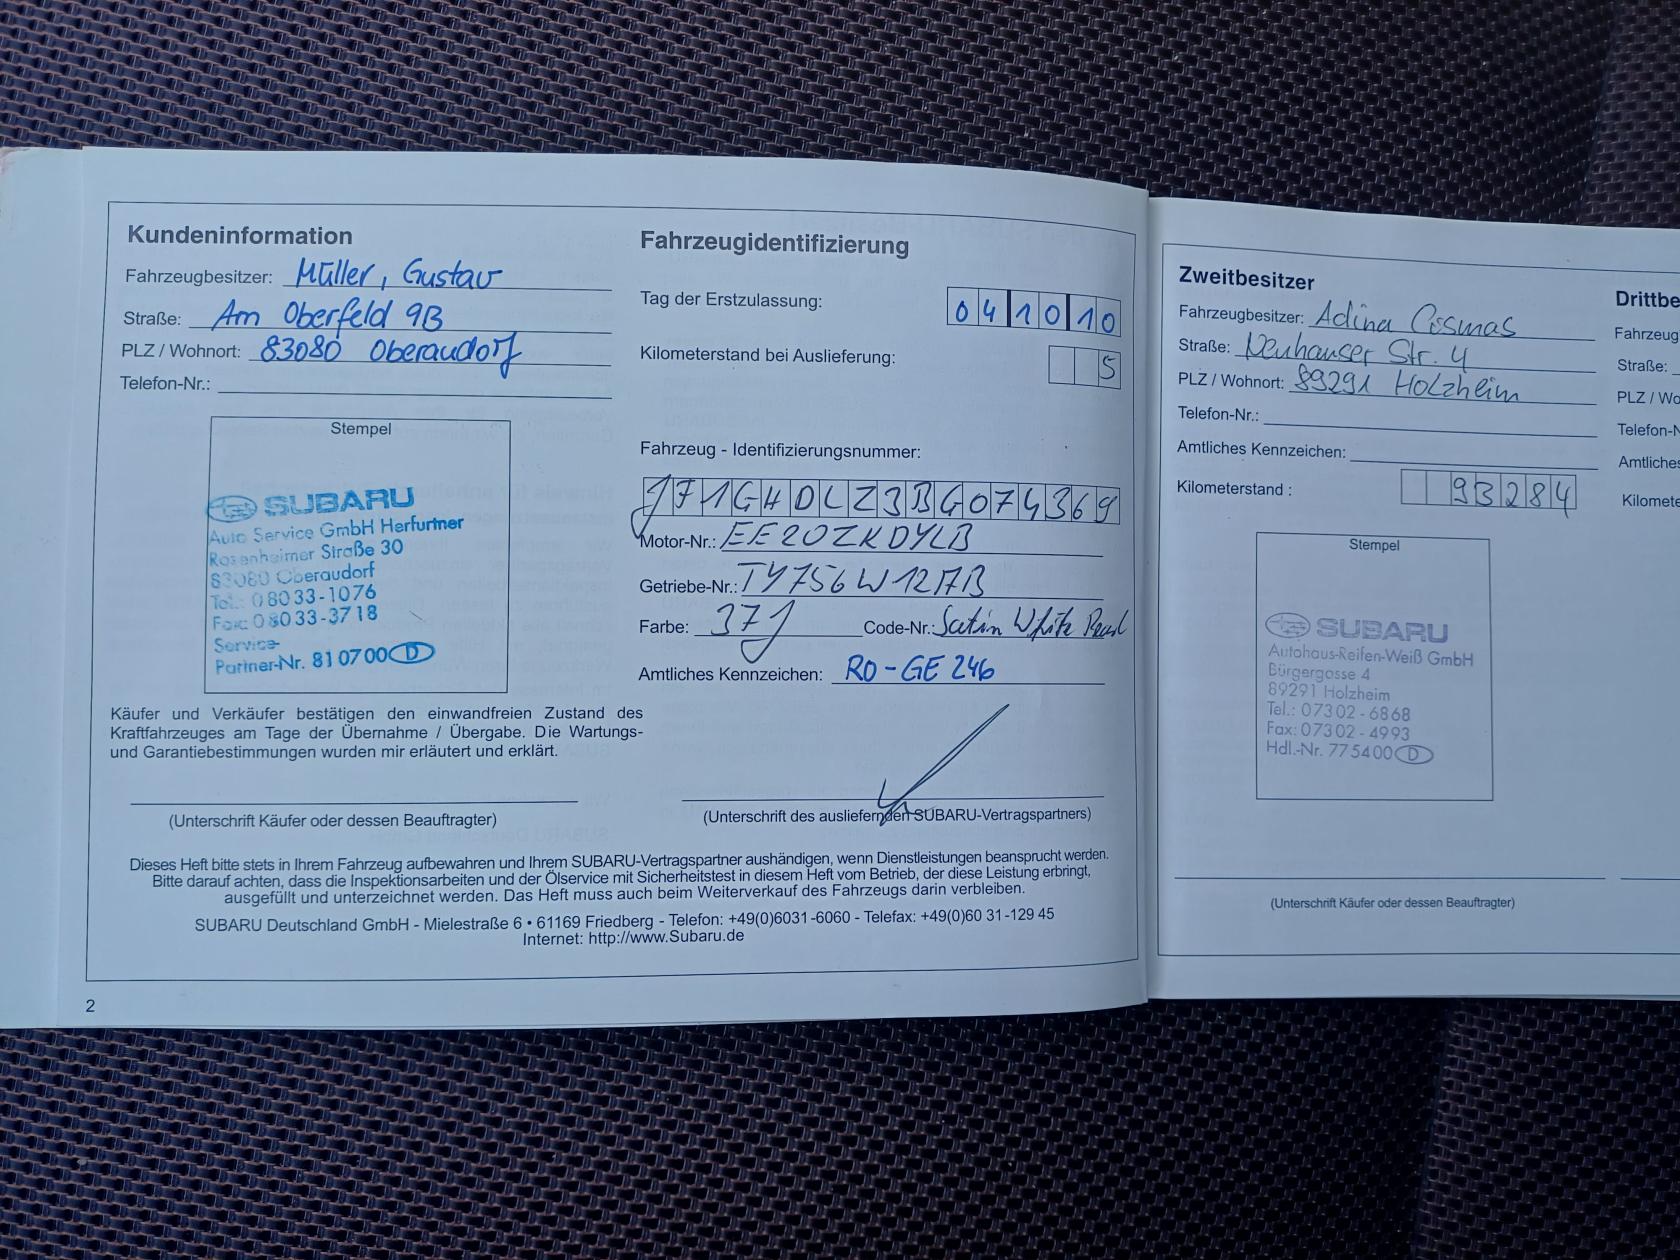 Kundeninformation
Fahrzeugbesitzer: Müller, Gustav
Straße: Am Oberfeld 9B
PLZ / Wohnort: 83080 Oberaudorf
Telefon-Nr.:
Stempel
SUBARU
Auto Service GmbH Herfurtner
Rosenheimer Straße 30
83080 Oberaudorf
Tel.: 08033-1076
Fax: 08033-3718
Service-
Partner-Nr. 810700 D
Käufer und Verkäufer bestätigen den einwandfreien Zustand des
Kraftfahrzeuges am Tage der Übernahme / Übergabe. Die Wartungs-
und Garantiebestimmungen wurden mir erläutert und erklärt.
(Unterschrift Käufer oder dessen Beauftragter)
Fahrzeugidentifizierung
Tag der Erstzulassung: 041010
Kilometerstand bei Auslieferung: 5
Fahrzeug - Identifizierungsnummer:
JF1GHDLZ3BG074369
Motor-Nr.: EE20ZKDYLB
Getriebe-Nr.: TY756W1ZAB
Farbe: 37J Code-Nr.: Satin White Pearl
Amtliches Kennzeichen: RO-GE 246
(Unterschrift des ausliefernden SUBARU-Vertragspartners)
Dieses Heft bitte stets in Ihrem Fahrzeug aufbewahren und Ihrem SUBARU-Vertragspartner aushändigen, wenn Dienstleistungen beansprucht werden.
Bitte darauf achten, dass die Inspektionsarbeiten und der Ölservice mit Sicherheitstest in diesem Heft vom Betrieb, der diese Leistung erbringt,
ausgefüllt und unterzeichnet werden. Das Heft muss auch beim Weiterverkauf des Fahrzeugs darin verbleiben.
SUBARU Deutschland GmbH - Mielestraße 6 • 61169 Friedberg - Telefon: +49(0)6031-6060 - Telefax: +49(0)60 31-129 45
Internet: http://www.Subaru.de
2
Zweitbesitzer
Fahrzeugbesitzer: Adina Cosmas
Straße: Neuhauser Str. 4
PLZ / Wohnort: 89291 Holzheim
Telefon-Nr.:
Amtliches Kennzeichen:
Kilometerstand : 93284
Stempel
SUBARU
Autohaus-Reifen-Weiß GmbH
Bürgergasse 4
89291 Holzheim
Tel.: 07302-6868
Fax: 07302-4993
Hdl.-Nr. 775400 D
(Unterschrift Käufer oder dessen Beauftragter)
Drittbe
Fahrzeug
Straße:
PLZ / Wo
Telefon-N
Amtliches
Kilomete